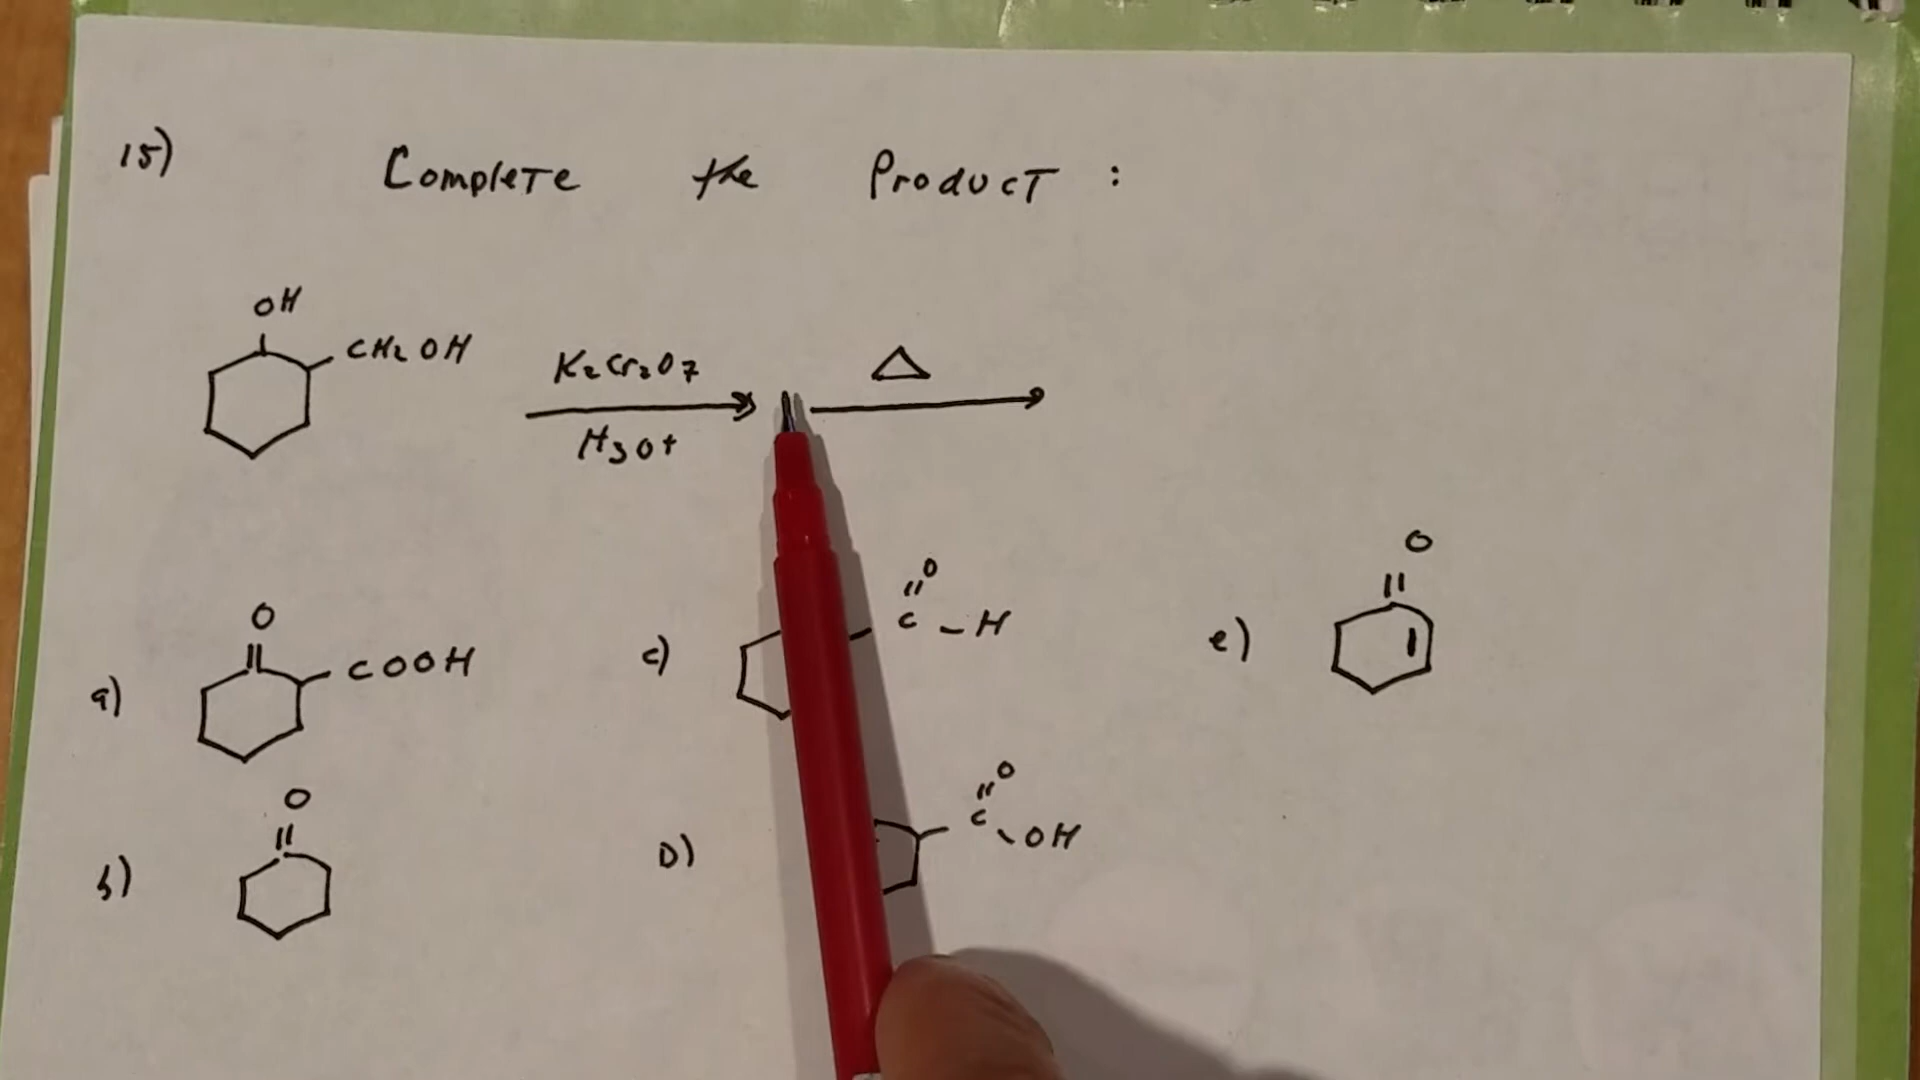 15) Complete the Product :
OH
CH2OH
K2Cr2O7
H3O+
△
a) O
COOH
b) O
c) O
C-H
D) O
C
OH
e) O